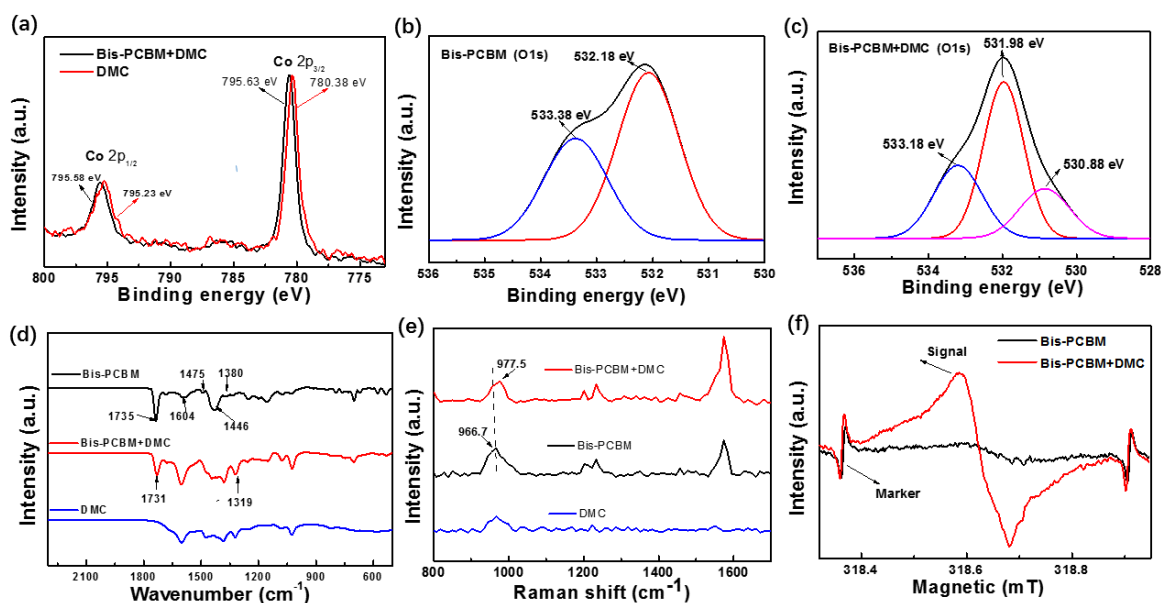 (a)
Bis-PCBM+DMC
DMC
Co 2p3/2
795.63 eV
780.38 eV
Co 2p1/2
795.58 eV
795.23 eV
Intensity (a.u.)
800 795 790 785 780 775
Binding energy (eV)
(b)
Bis-PCBM (O1s)
532.18 eV
533.38 eV
Intensity (a.u.)
536 535 534 533 532 531 530
Binding energy (eV)
(c)
Bis-PCBM+DMC (O1s)
531.98 eV
533.18 eV
530.88 eV
Intensity (a.u.)
536 534 532 530 528
Binding energy (eV)
(d)
Bis-PCBM
1475
1380
1735
1604
1446
Bis-PCBM+DMC
1731
1319
DMC
Intensity (a.u.)
2100 1800 1500 1200 900 600
Wavenumber (cm-1)
(e)
977.5
Bis-PCBM+DMC
966.7
Bis-PCBM
DMC
Intensity (a.u.)
800 1000 1200 1400 1600
Raman shift (cm-1)
(f)
Bis-PCBM
Bis-PCBM+DMC
Signal
Marker
Intensity (a.u.)
318.4 318.6 318.8
Magnetic (mT)